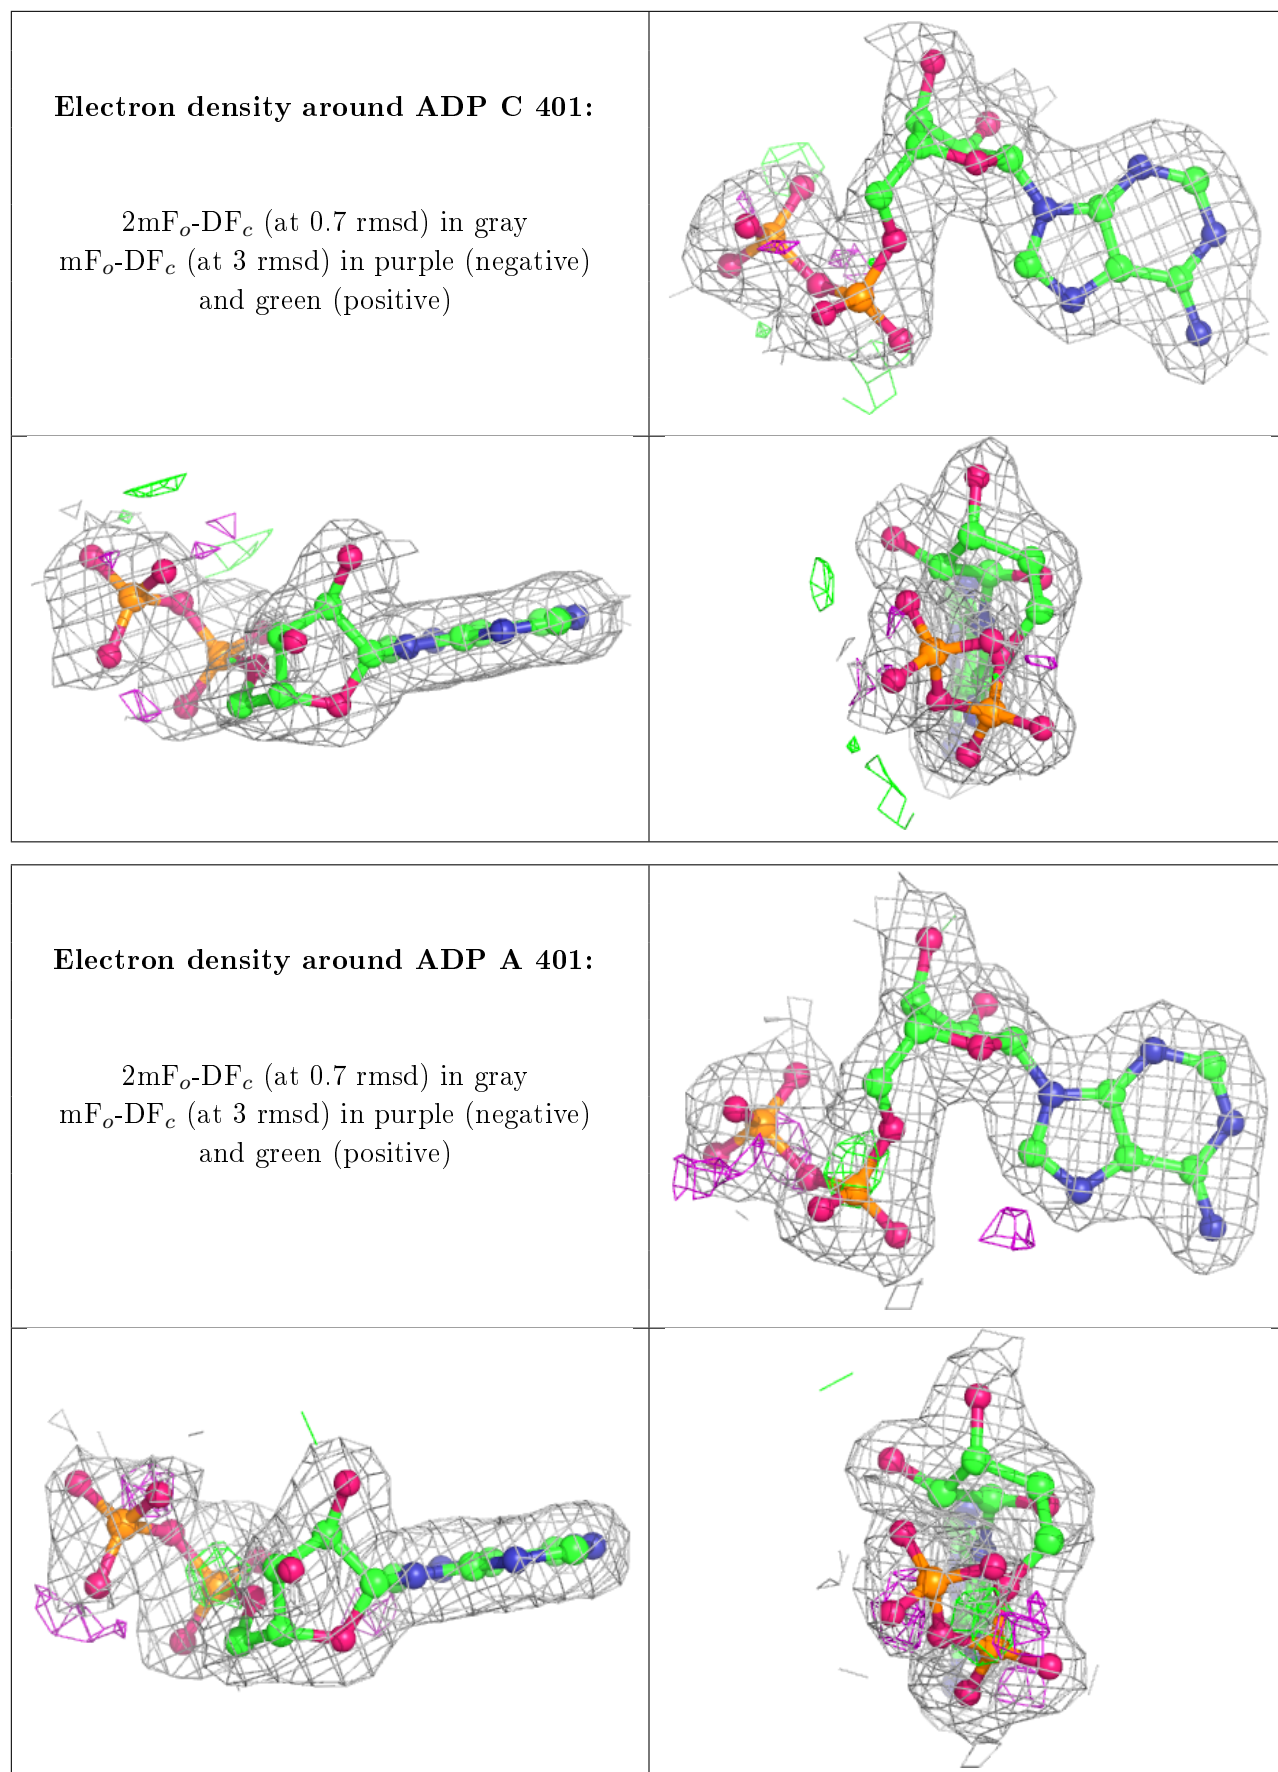 Electron density around ADP C 401:
2mFₒ-DF𝒸 (at 0.7 rmsd) in gray
mFₒ-DF𝒸 (at 3 rmsd) in purple (negative)
and green (positive)
Electron density around ADP A 401:
2mFₒ-DF𝒸 (at 0.7 rmsd) in gray
mFₒ-DF𝒸 (at 3 rmsd) in purple (negative)
and green (positive)